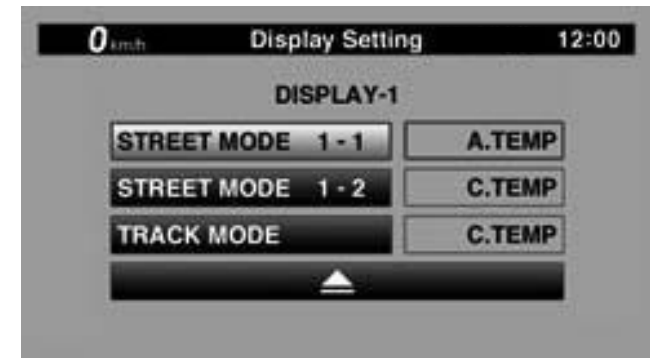 0 km/h Display Setting 12:00
DISPLAY-1
STREET MODE 1 - 1 A.TEMP
STREET MODE 1 - 2 C.TEMP
TRACK MODE C.TEMP